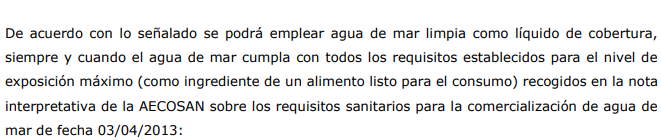 De acuerdo con lo señalado se podrá emplear agua de mar limpia como líquido de cobertura,
siempre y cuando el agua de mar cumpla con todos los requisitos establecidos para el nivel de
exposición máximo (como ingrediente de un alimento listo para el consumo) recogidos en la nota
interpretativa de la AECOSAN sobre los requisitos sanitarios para la comercialización de agua de
mar de fecha 03/04/2013: